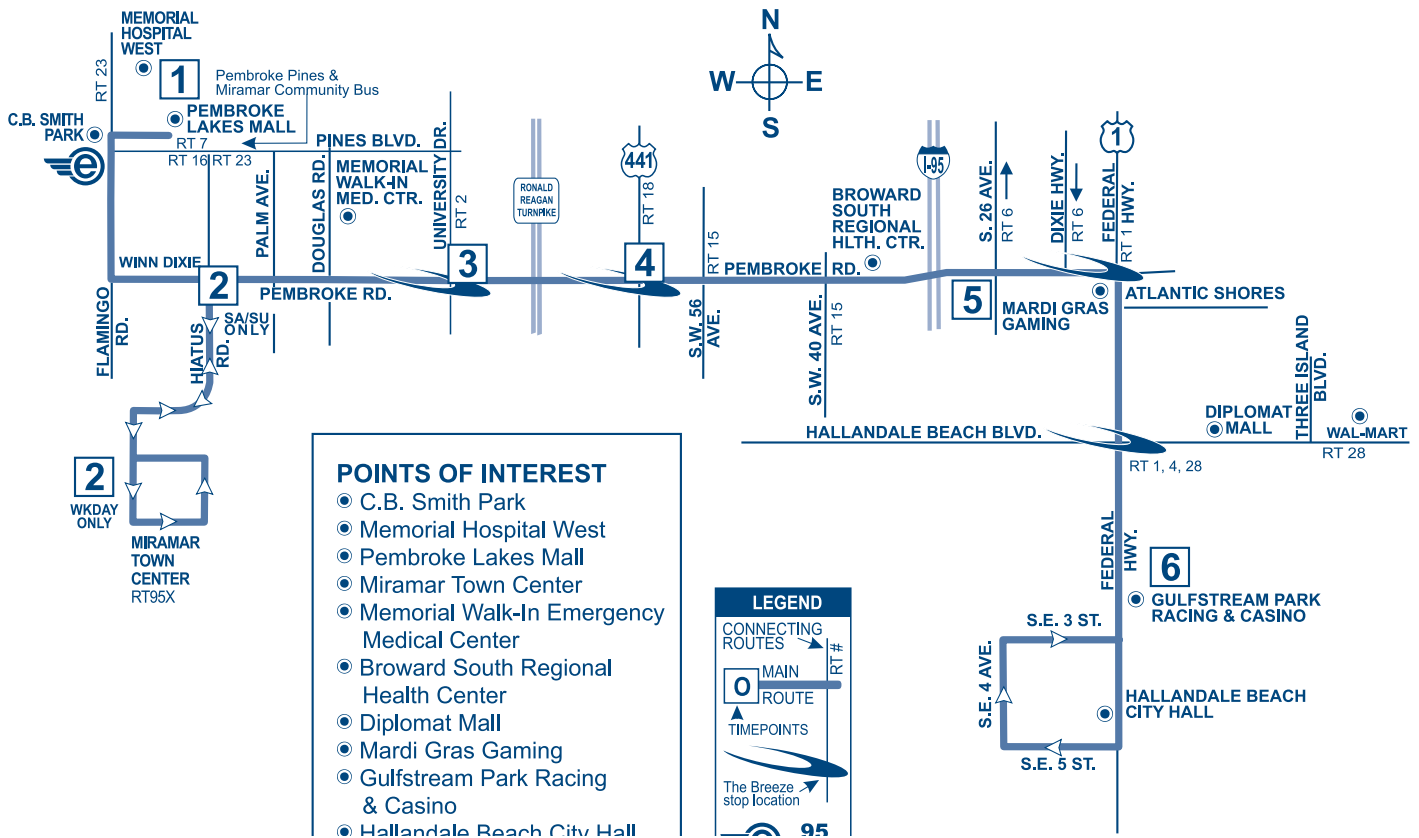 MEMORIAL
HOSPITAL
WEST
RT 23
1
Pembroke Pines &
Miramar Community Bus
C.B. SMITH
PARK
PEMBROKE
LAKES MALL
RT 7
PINES BLVD.
RT 16
RT 23
e
N
W
E
S
PALM AVE.
DOUGLAS RD.
MEMORIAL
WALK-IN
MED. CTR.
UNIVERSITY DR.
RT 2
RONALD
REAGAN
TURNPIKE
441
RT 18
RT 15
BROWARD
SOUTH
REGIONAL
HLTH. CTR.
I-95
S. 26 AVE.
RT 6
DIXIE HWY.
RT 6
FEDERAL
HWY.
1
RT 1
WINN DIXIE
2
PEMBROKE RD.
3
4
PEMBROKE RD.
5
MARDI GRAS
GAMING
ATLANTIC SHORES
FLAMINGO
RD.
SA/SU
ONLY
HIATUS
RD.
S.W. 56
AVE.
S.W. 40 AVE.
RT 15
HALLANDALE BEACH BLVD.
DIPLOMAT
MALL
THREE ISLAND
BLVD.
WAL-MART
RT 28
RT 1, 4, 28
2
WKDAY
ONLY
MIRAMAR
TOWN
CENTER
RT95X
POINTS OF INTEREST
C.B. Smith Park
Memorial Hospital West
Pembroke Lakes Mall
Miramar Town Center
Memorial Walk-In Emergency
Medical Center
Broward South Regional
Health Center
Diplomat Mall
Mardi Gras Gaming
Gulfstream Park Racing
& Casino
Hallandale Beach City Hall
LEGEND
CONNECTING
ROUTES
RT #
O
MAIN
ROUTE
TIMEPOINTS
The Breeze
stop location
e
95
FEDERAL
HWY.
6
GULFSTREAM PARK
RACING & CASINO
S.E. 3 ST.
S.E. 4 AVE.
HALLANDALE BEACH
CITY HALL
S.E. 5 ST.